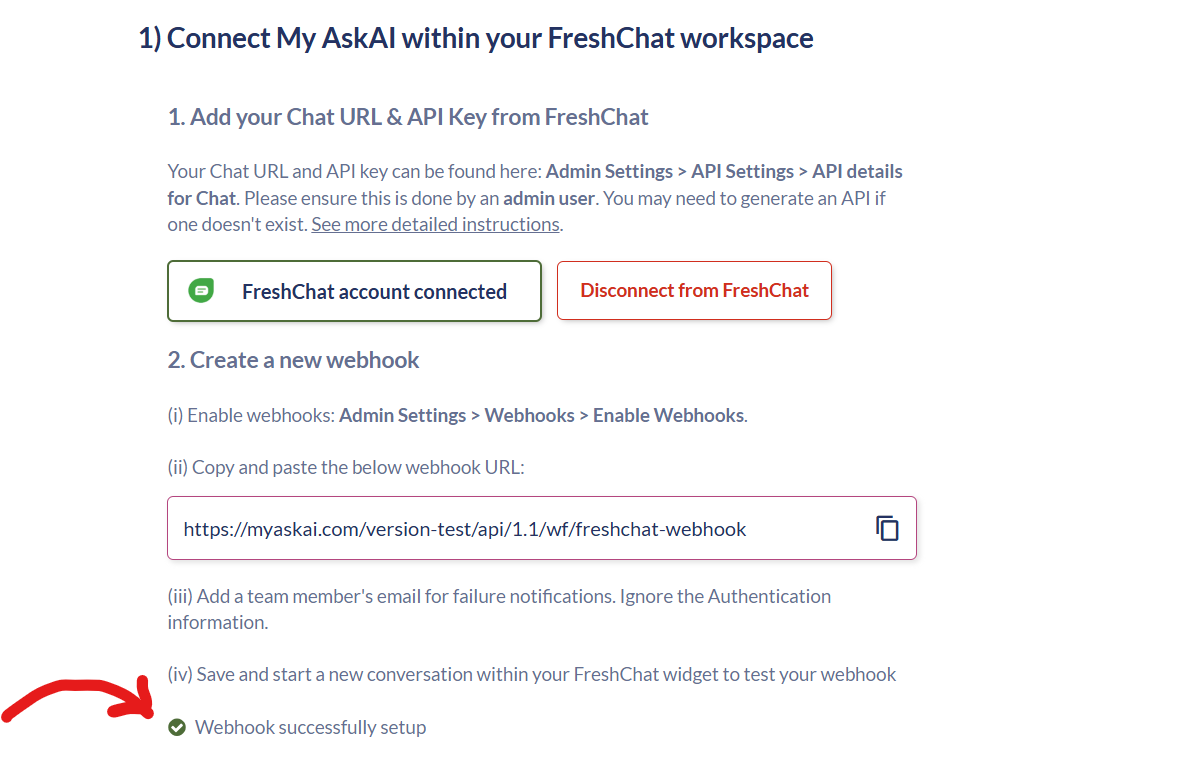 1) Connect My AskAI within your FreshChat workspace
1. Add your Chat URL & API Key from FreshChat
Your Chat URL and API key can be found here: Admin Settings > API Settings > API details
for Chat. Please ensure this is done by an admin user. You may need to generate an API if
one doesn't exist. See more detailed instructions.
FreshChat account connected
Disconnect from FreshChat
2. Create a new webhook
(i) Enable webhooks: Admin Settings > Webhooks > Enable Webhooks.
(ii) Copy and paste the below webhook URL:
https://myaskai.com/version-test/api/1.1/wf/freshchat-webhook
(iii) Add a team member's email for failure notifications. Ignore the Authentication
information.
(iv) Save and start a new conversation within your FreshChat widget to test your webhook
Webhook successfully setup